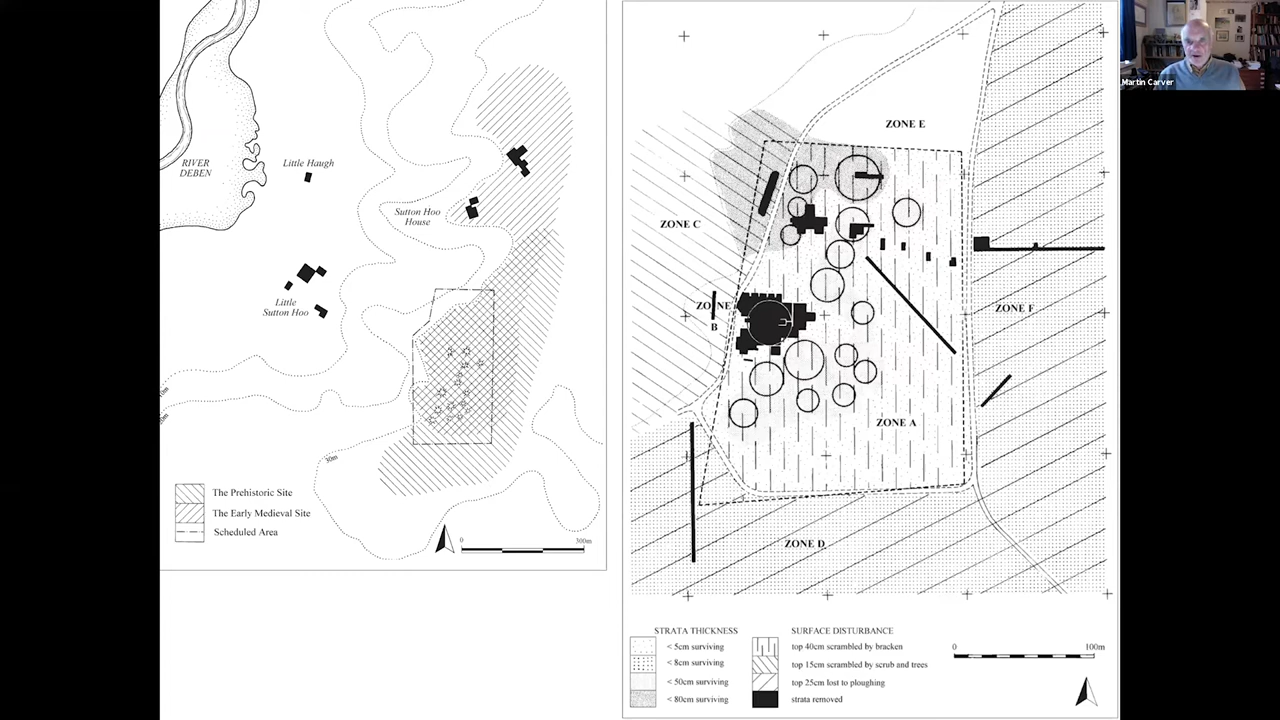 RIVER
DEBEN
Little Haugh
Sutton Hoo
House
Little
Sutton Hoo
30m
The Prehistoric Site
The Early Medieval Site
Scheduled Area
0
300m
ZONE E
ZONE C
ZONE
B
ZONE F
ZONE A
ZONE D
STRATA THICKNESS
< 5cm surviving
< 8cm surviving
< 50cm surviving
< 80cm surviving
SURFACE DISTURBANCE
top 40cm scrambled by bracken
top 15cm scrambled by scrub and trees
top 25cm lost to ploughing
strata removed
0
100m
Martin Carver